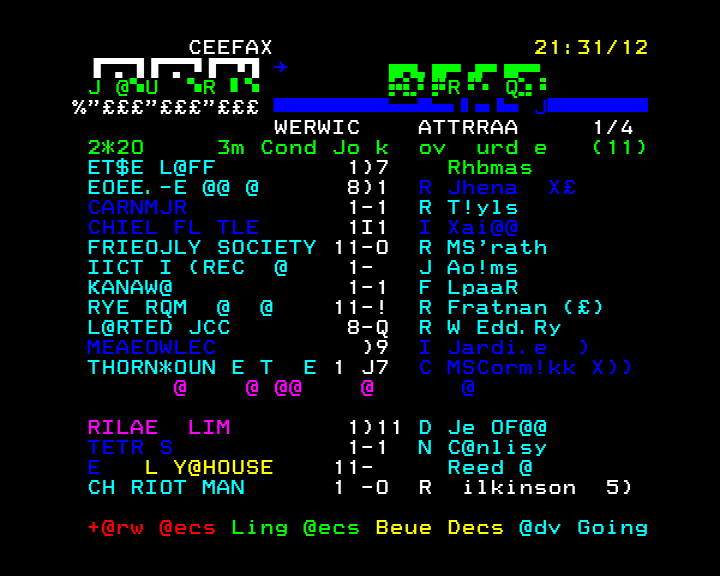 CEEFAX 21:31/12
J @ U R R Q
%”£££”£££”£££ J
WERWIC ATTRRAA 1/4
2*20 3m Cond Jo k ov urd e (11)
ET$E L@FF 1)7 Rhbmas
EOEE.-E @@ @ 8)1 R Jhena X£
CARNMJR 1-1 R T!yls
CHIEL FL TLE 1I1 I Xai@@
FRIEOJLY SOCIETY 11-O R MS’rath
IICT I (REC @ 1- J Ao!ms
KANAW@ 1-1 F LpaaR
RYE RQM @ @ 11-! R Fratnan (£)
L@RTED JCC 8-Q R W Edd.Ry
MEAEOWLEC )9 I Jardi.e )
THORN*OUN E T E 1 J7 C MSCorm!kk X))
@ @ @@ @ @
RILAE LIM 1)11 D Je OF@@
TETR S 1-1 N C@nlisy
E L Y@HOUSE 11- Reed @
CH RIOT MAN 1 -O R ilkinson 5)
+@rw @ecs Ling @ecs Beue Decs @dv Going